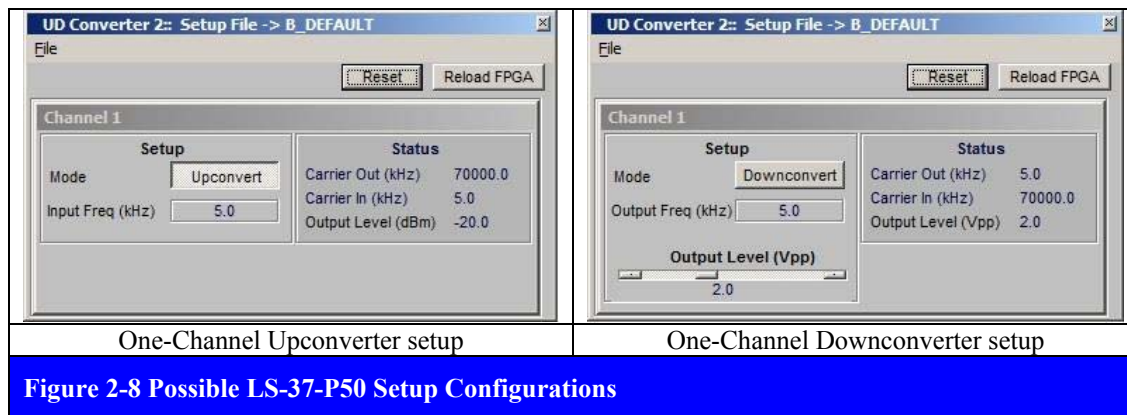 UD Converter 2:: Setup File -> B_DEFAULT
File
Reset Reload FPGA
Channel 1
Setup
Mode Upconvert
Input Freq (kHz) 5.0
Status
Carrier Out (kHz) 70000.0
Carrier In (kHz) 5.0
Output Level (dBm) -20.0
One-Channel Upconverter setup
UD Converter 2:: Setup File -> B_DEFAULT
File
Reset Reload FPGA
Channel 1
Setup
Mode Downconvert
Output Freq (kHz) 5.0
Output Level (Vpp)
2.0
Status
Carrier Out (kHz) 5.0
Carrier In (kHz) 70000.0
Output Level (Vpp) 2.0
One-Channel Downconverter setup
Figure 2-8 Possible LS-37-P50 Setup Configurations